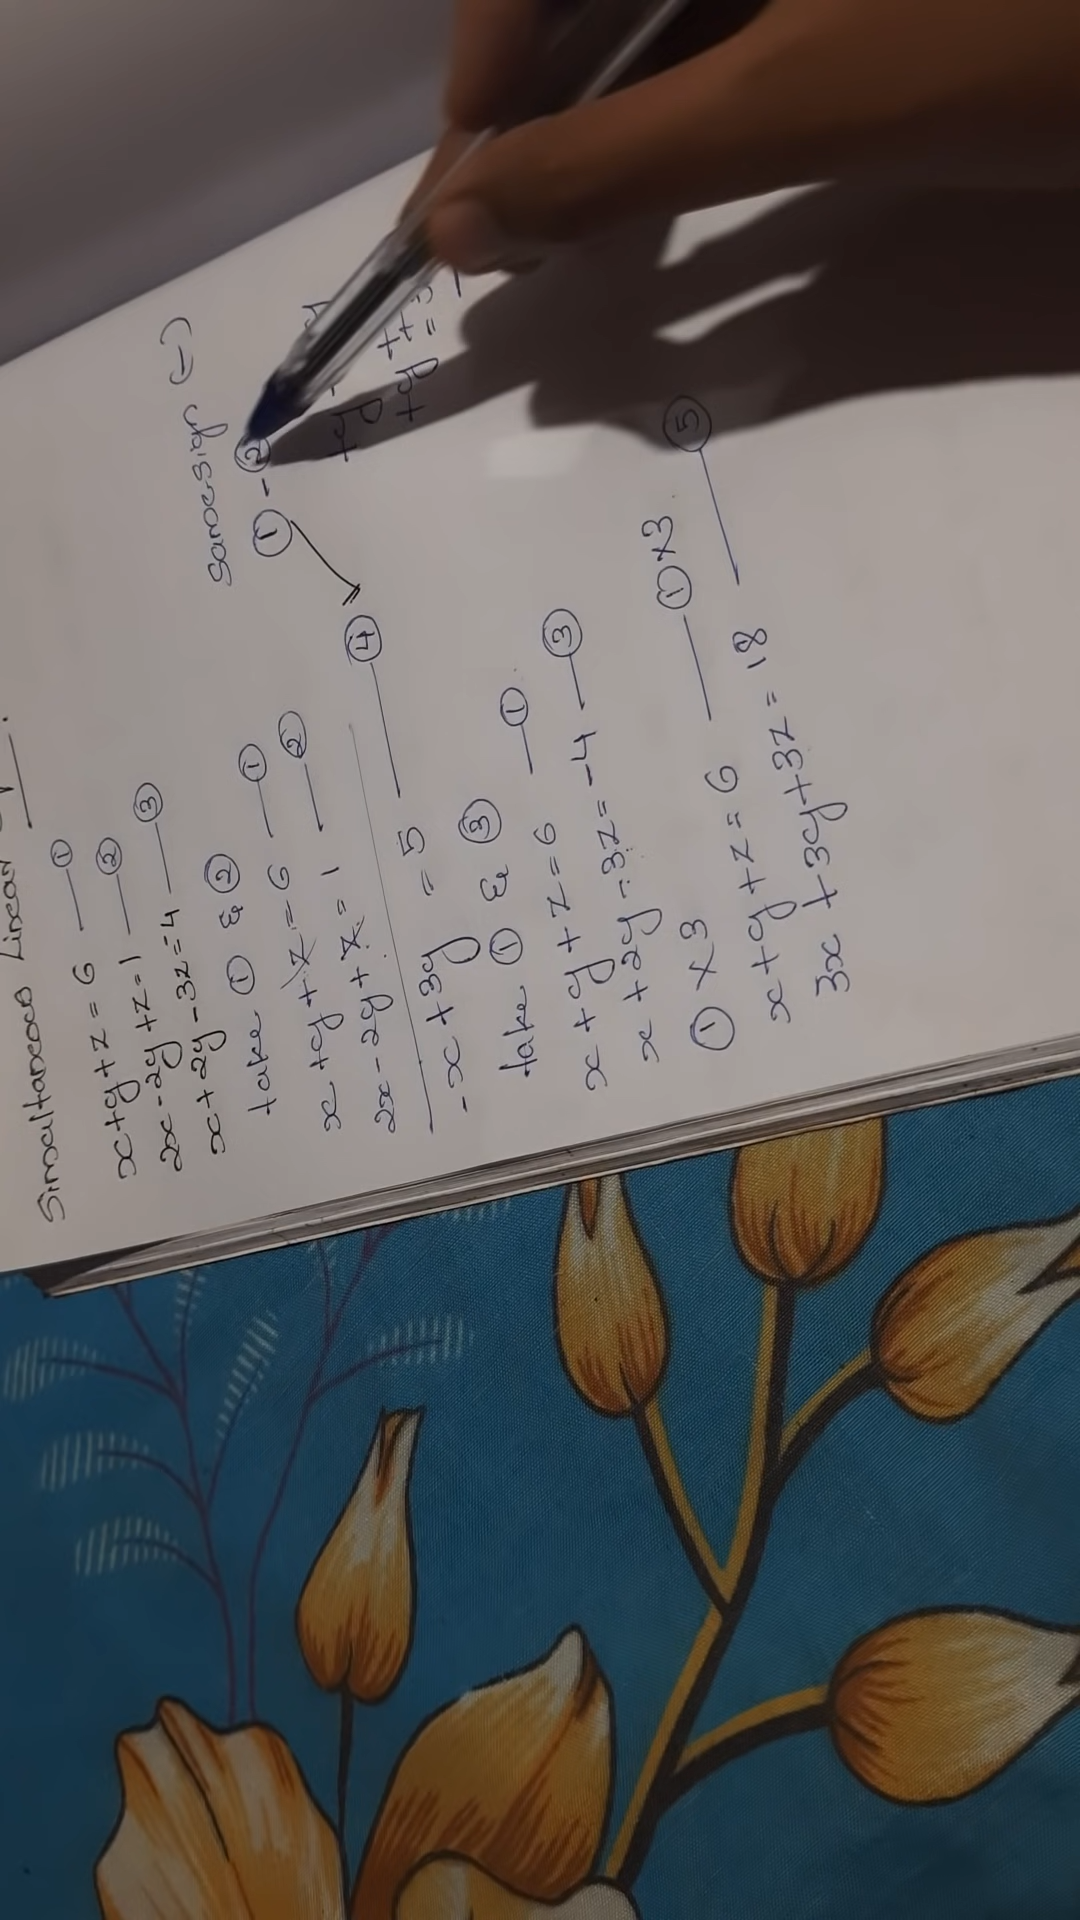 Simultaneous Linear
x+y+z = 6 —— ①
2x-2y+z=1 —— ②
x+2y-3z=-4 —— ③
take ① & ②
x+y+z=6 —— ①
2x-2y+z=1 —— ②
-x+3y = 5 —— ④
take ① & ③
x+y+z=6 —— ①
x+2y-3z=-4 —— ③
① ×3
x+y+z=6 —— ①×3
3x+3y+3z=18 —— ⑤
Same sign (-)
① - ②